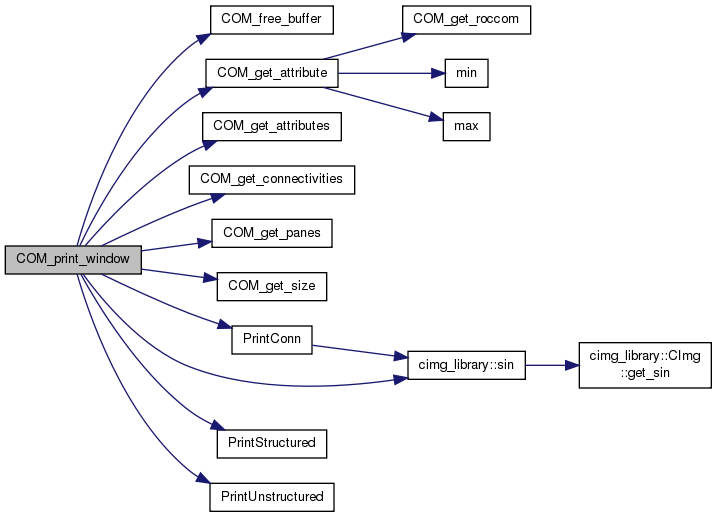 COM_free_buffer
COM_get_roccom
COM_get_attribute
min
max
COM_get_attributes
COM_get_connectivities
COM_get_panes
COM_print_window
COM_get_size
PrintConn
cimg_library::sin
cimg_library::CImg
::get_sin
PrintStructured
PrintUnstructured